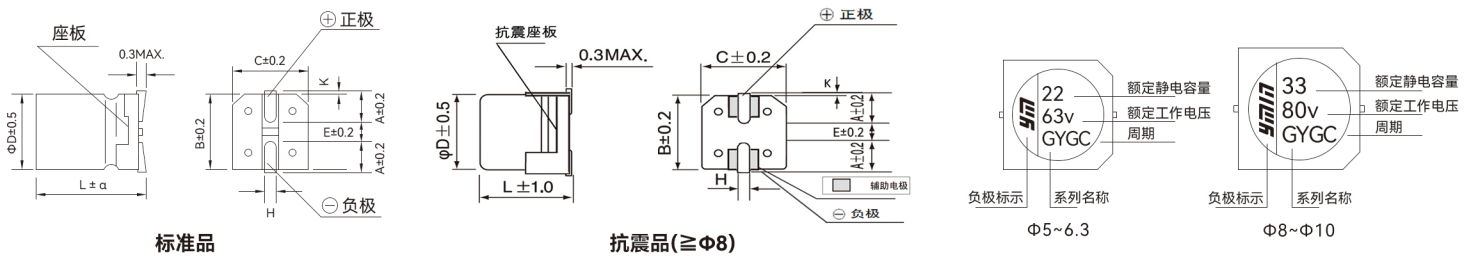 座板
0.3MAX.
⊕正极
C±0.2
K
ΦD±0.5
B±0.2
A±0.2
E±0.2
A±0.2
L±α
H
⊖负极
标准品
抗震座板
0.3MAX.
⊕ 正极
C±0.2
K
φD±0.5
B±0.2
A±0.2
E±0.2
A±0.2
L±1.0
H
辅助电极
⊖ 负极
抗震品(≧Φ8)
YM
22
63v
GYGC
额定静电容量
额定工作电压
周期
负极标示
系列名称
Φ5~6.3
YMIN
33
80v
GYGC
额定静电容量
额定工作电压
周期
负极标示
系列名称
Φ8~Φ10